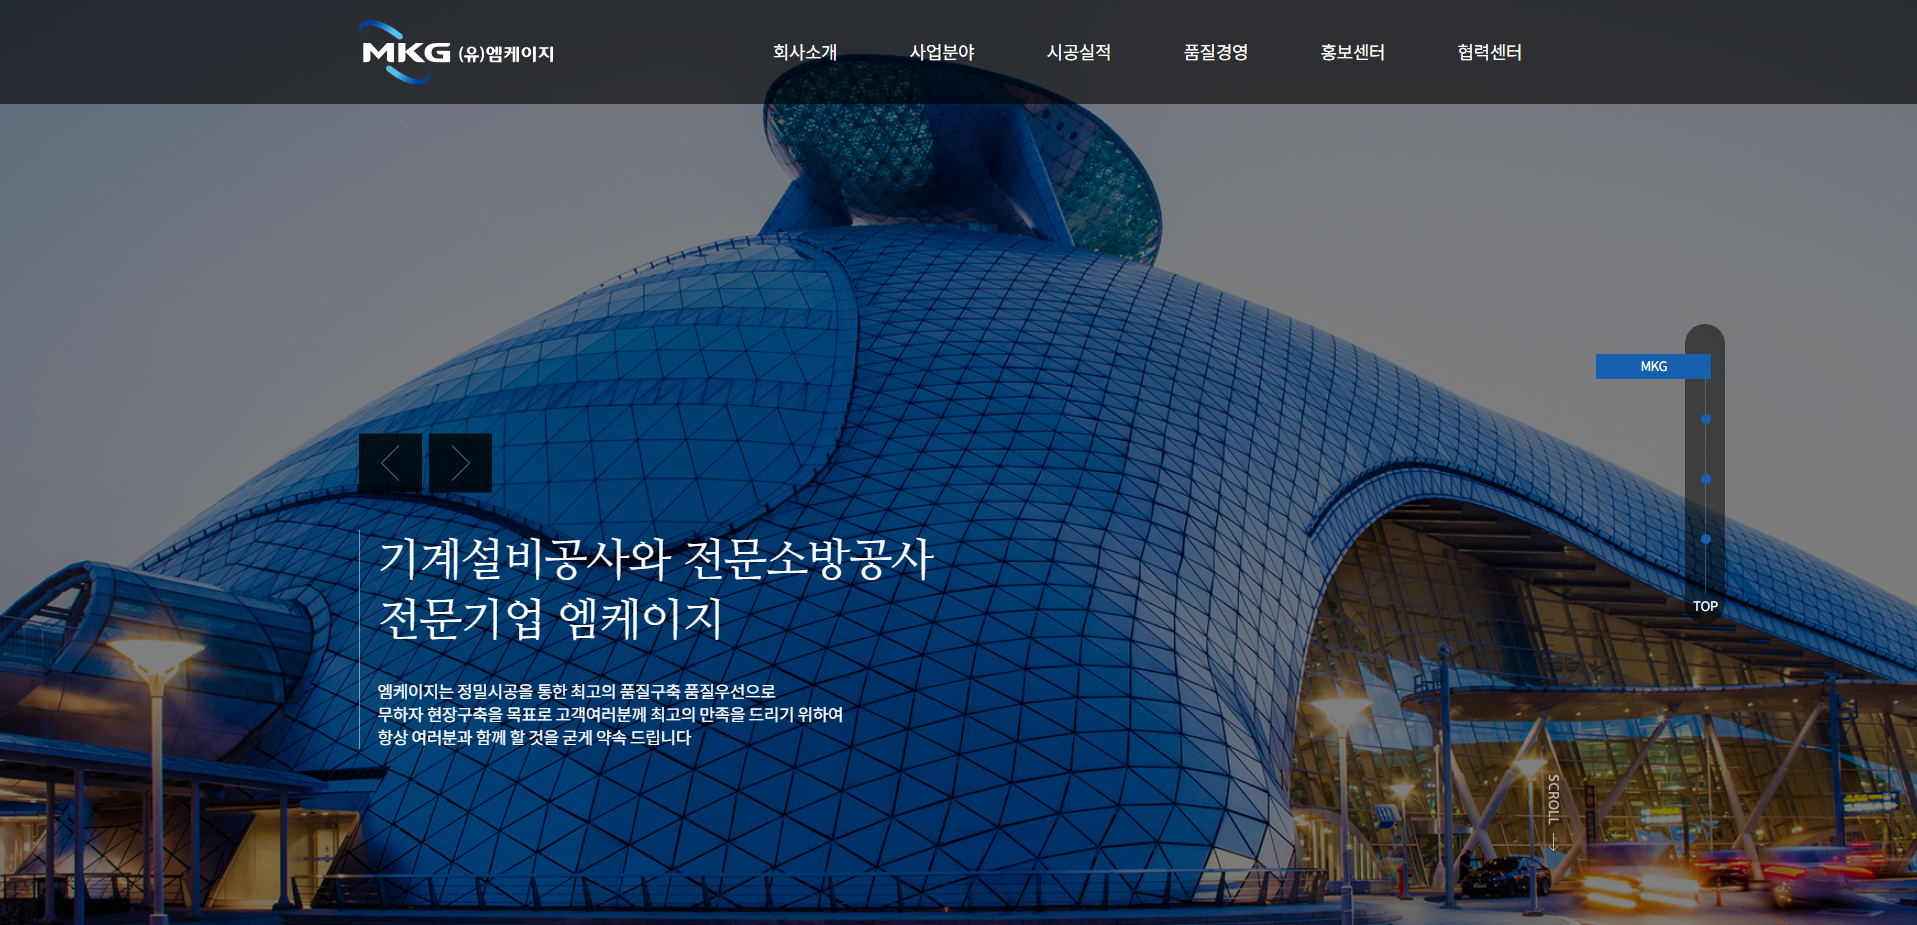 MKG (유)엠케이지
회사소개 사업분야 시공실적 품질경영 홍보센터 협력센터
MKG
기계설비공사와 전문소방공사
전문기업 엠케이지
엠케이지는 정밀시공을 통한 최고의 품질구축 품질우선으로
무하자 현장구축을 목표로 고객여러분께 최고의 만족을 드리기 위하여
항상 여러분과 함께 할 것을 굳게 약속 드립니다
TOP
SCROLL →